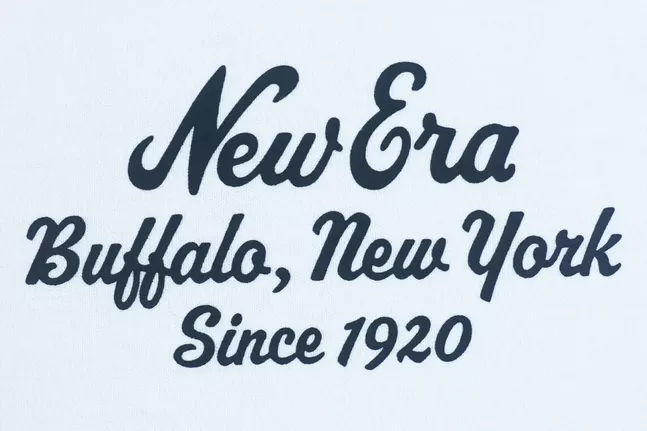 New Era
Buffalo, New York
Since 1920